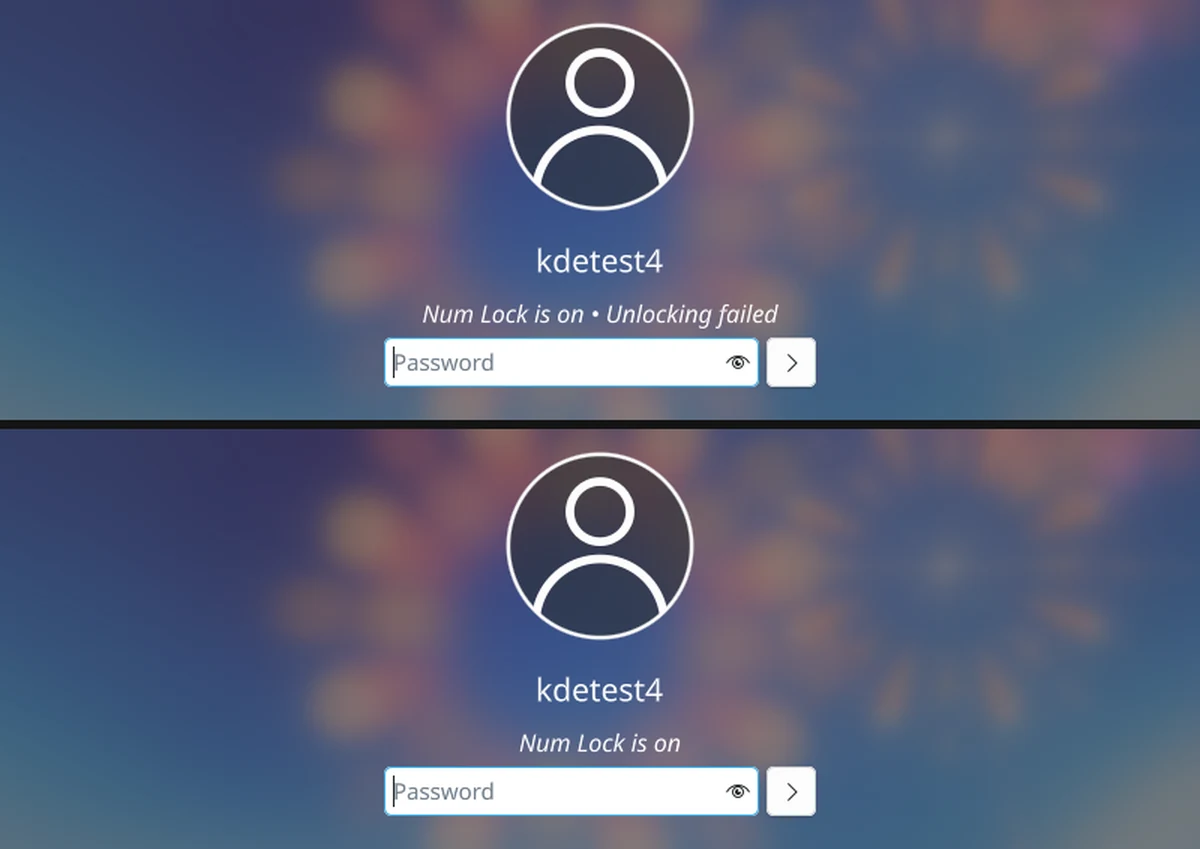 kdetest4
Num Lock is on • Unlocking failed
Password
kdetest4
Num Lock is on
Password